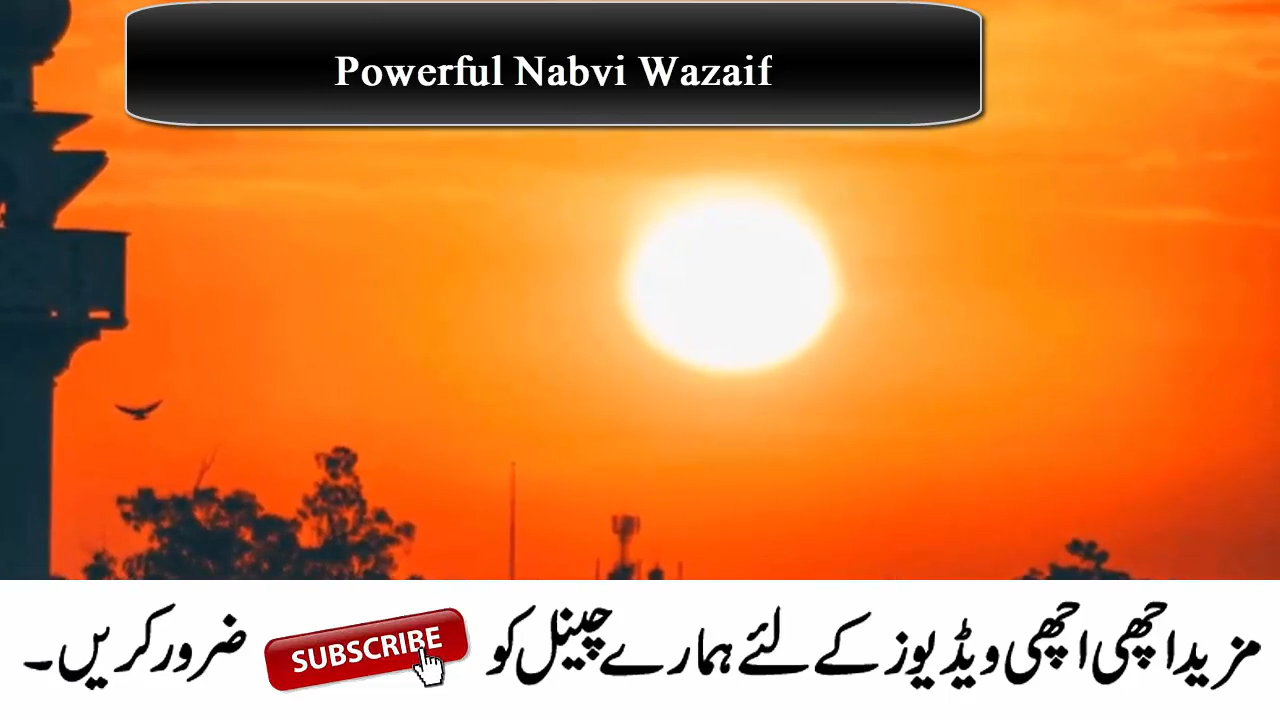 Powerful Nabvi Wazaif
مزید اچھی اچھی ویڈیوز کے لئے ہمارے چینل کو SUBSCRIBE ضرور کریں۔